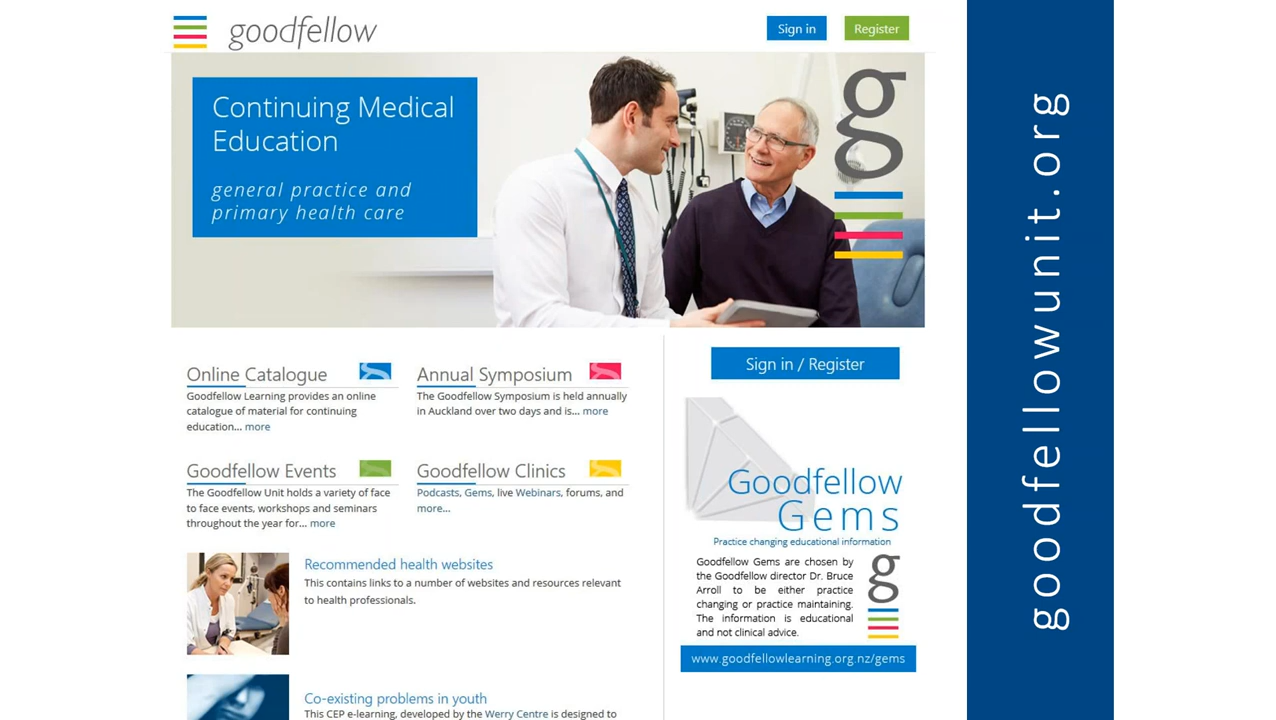 goodfellow
Sign in
Register
Continuing Medical
Education
general practice and
primary health care
g
Online Catalogue
Goodfellow Learning provides an online
catalogue of material for continuing
education... more
Annual Symposium
The Goodfellow Symposium is held annually
in Auckland over two days and is... more
Goodfellow Events
The Goodfellow Unit holds a variety of face
to face events, workshops and seminars
throughout the year for... more
Goodfellow Clinics
Podcasts, Gems, live Webinars, forums, and
more...
Recommended health websites
This contains links to a number of websites and resources relevant
to health professionals.
Co-existing problems in youth
This CEP e-learning, developed by the Werry Centre is designed to
Sign in / Register
Goodfellow
Gems
Practice changing educational information
Goodfellow Gems are chosen by
the Goodfellow director Dr. Bruce
Arroll to be either practice
changing or practice maintaining.
The information is educational
and not clinical advice.
g
www.goodfellowlearning.org.nz/gems
goodfellowunit.org